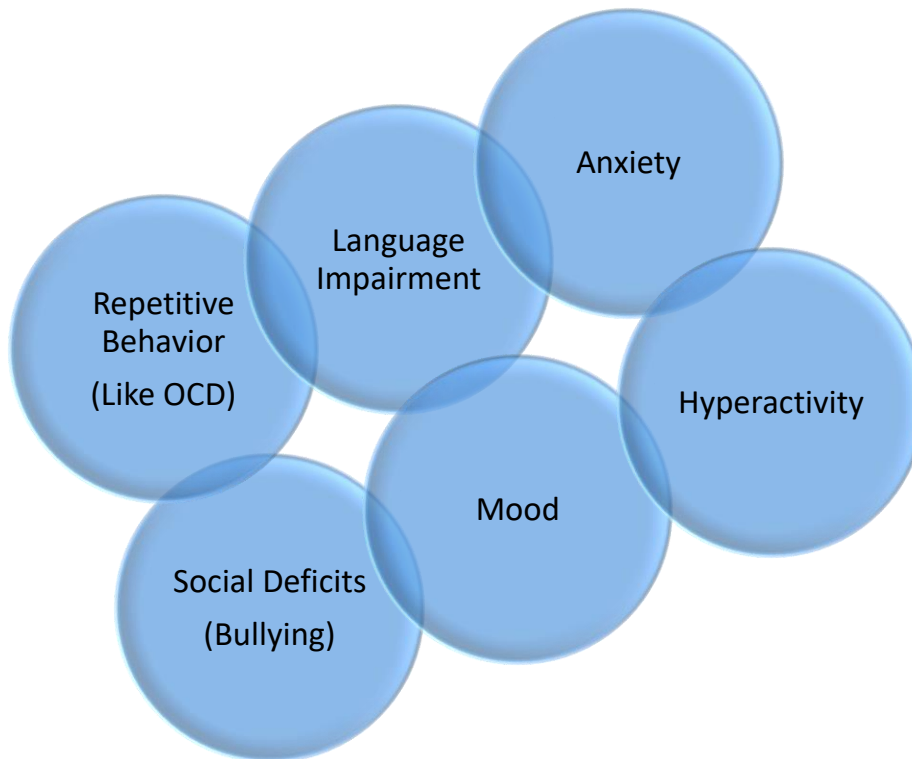 Anxiety
Language
Impairment
Repetitive
Behavior
(Like OCD)
Hyperactivity
Mood
Social Deficits
(Bullying)